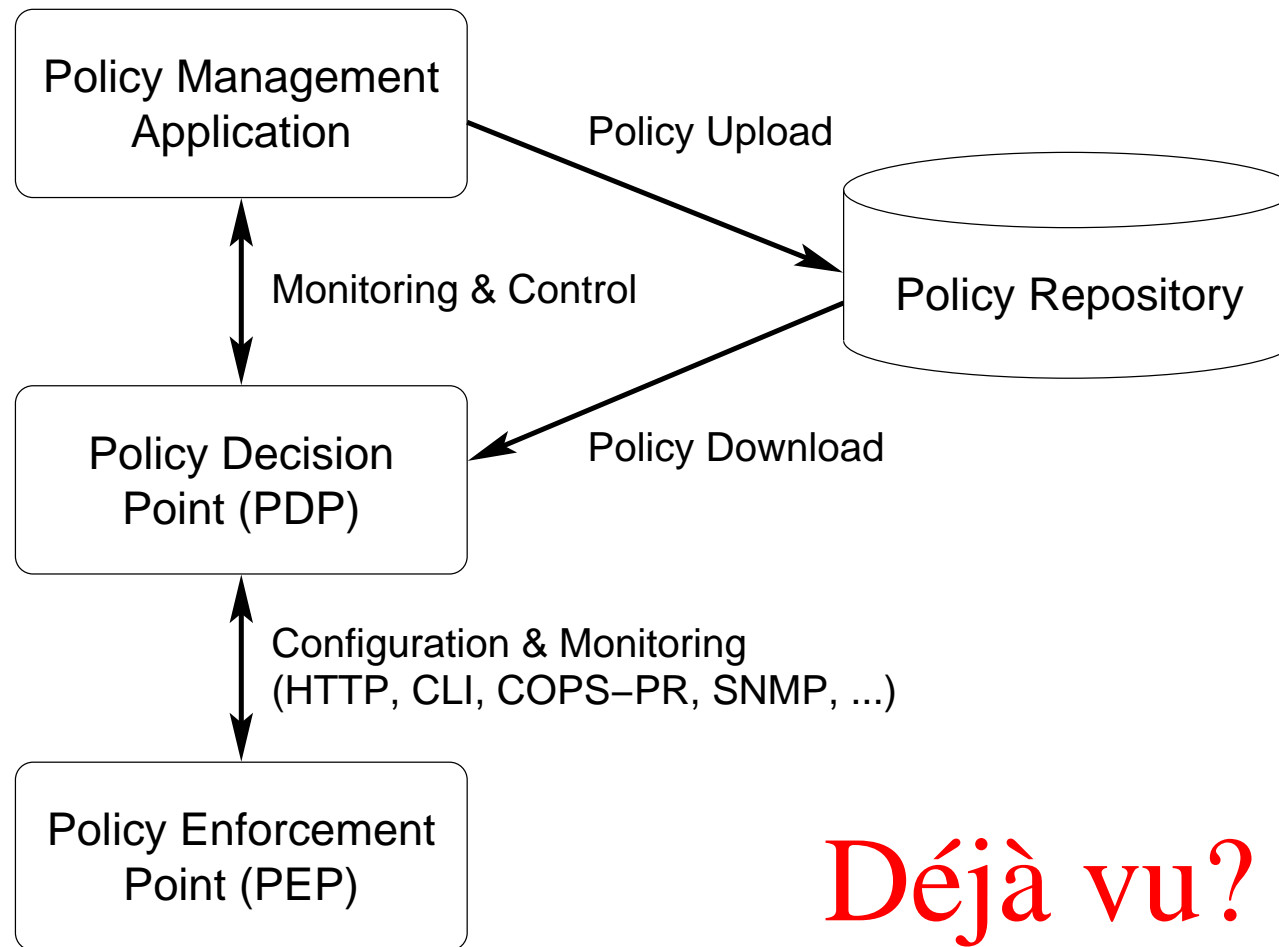 Policy Management
Application
Policy Upload
Monitoring & Control
Policy Repository
Policy Decision
Point (PDP)
Policy Download
Configuration & Monitoring
(HTTP, CLI, COPS−PR, SNMP, ...)
Policy Enforcement
Point (PEP)
Déjà vu?